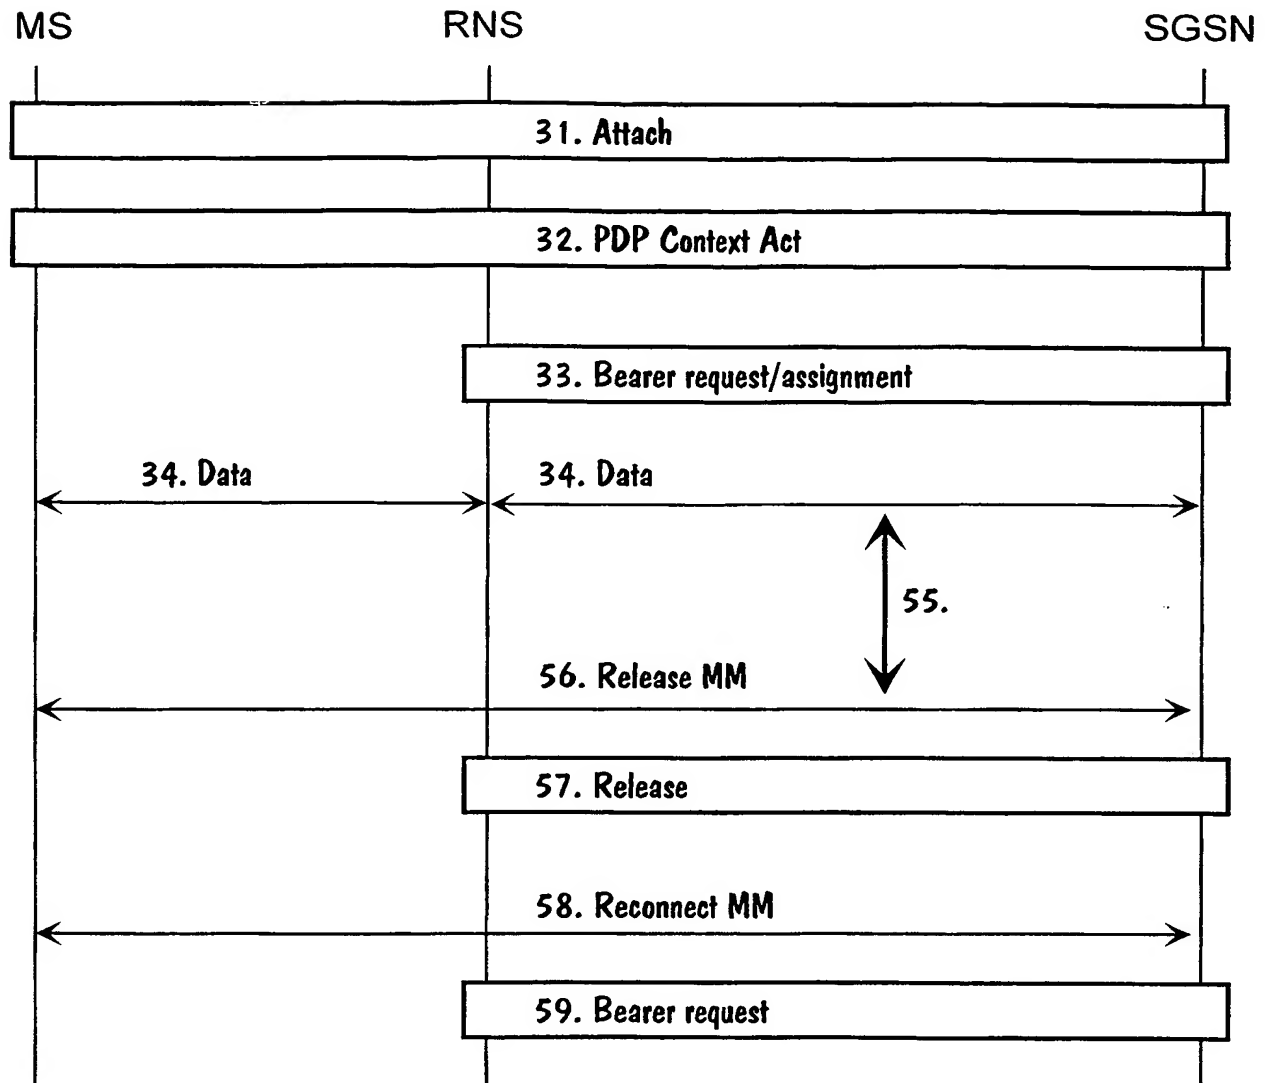 MS RNS SGSN
31. Attach
32. PDP Context Act
33. Bearer request/assignment
34. Data 34. Data
55.
56. Release MM
57. Release
58. Reconnect MM
59. Bearer request